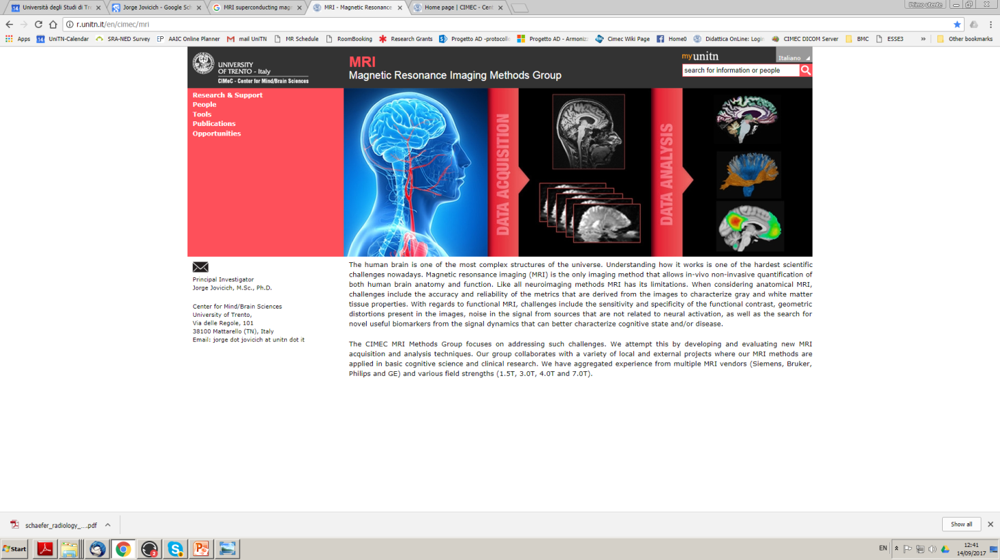 Università degli Studi di Tre
Jorge Jovicich - Google Sch
MRI superconducting mag
MRI - Magnetic Resonance
Home page | CIMEC - Cent
Primo utente
r.unitn.it/en/cimec/mri
Apps
UniTN-Calendar
SRA-NED Survey
EP AAIC Online Planner
mail UniTN
MR Schedule
RoomBooking
Research Grants
Progetto AD -protocollo
Progetto AD - Armoniz
Cimec Wiki Page
Home0
Didattica OnLine: Login
CIMEC DICOM Server
BMC
ESSE3
»
Other bookmarks
UNIVERSITY
OF TRENTO - Italy
CIMeC - Center for Mind/Brain Sciences
MRI
Magnetic Resonance Imaging Methods Group
myunitn
Italiano
search for information or people
Research & Support
People
Tools
Publications
Opportunities
DATA ACQUISITION
DATA ANALYSIS
Principal Investigator
Jorge Jovicich, M.Sc., Ph.D.
Center for Mind/Brain Sciences
University of Trento,
Via delle Regole, 101
38100 Mattarello (TN), Italy
Email: jorge dot jovicich at unitn dot it
The human brain is one of the most complex structures of the universe. Understanding how it works is one of the hardest scientific
challenges nowadays. Magnetic resonsance imaging (MRI) is the only imaging method that allows in-vivo non-invasive quantification of
both human brain anatomy and function. Like all neuroimaging methods MRI has its limitations. When considering anatomical MRI,
challenges include the accuracy and reliability of the metrics that are derived from the images to characterize gray and white matter
tissue properties. With regards to functional MRI, challenges include the sensitivity and specificity of the functional contrast, geometric
distortions present in the images, noise in the signal from sources that are not related to neural activation, as well as the search for
novel useful biomarkers from the signal dynamics that can better characterize cognitive state and/or disease.
The CIMEC MRI Methods Group focuses on addressing such challenges. We attempt this by developing and evaluating new MRI
acquisition and analysis techniques. Our group collaborates with a variety of local and external projects where our MRI methods are
applied in basic cognitive science and clinical research. We have aggregated experience from multiple MRI vendors (Siemens, Bruker,
Philips and GE) and various field strengths (1.5T, 3.0T, 4.0T and 7.0T).
schaefer_radiology_....pdf
Show all
Start
EN
12:41
14/09/2017